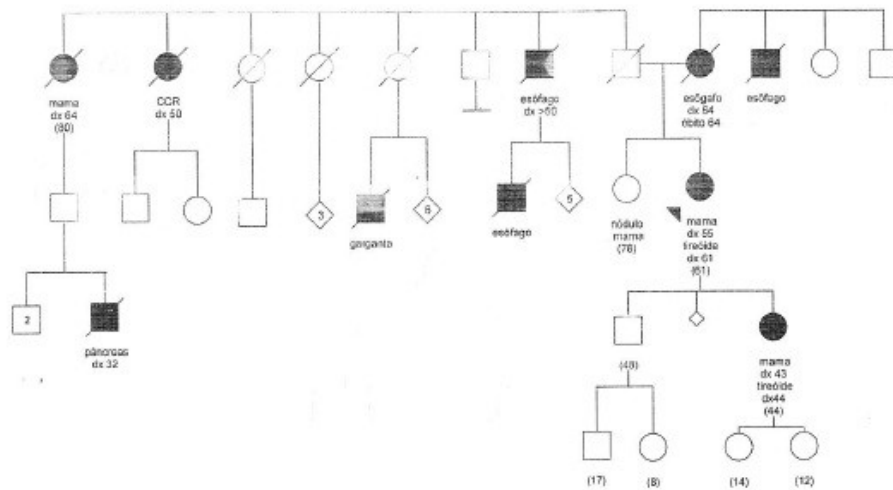 mama
dx 64
(80)
CCR
dx 50
esôfago
dx >60
esôgafo
dx 54
óbito 64
esôfago
3
garganta
6
esôfago
5
nódulo
mama
(78)
mama
dx 55
tireóide
dx 61
(61)
2
pâncreas
dx 32
(48)
mama
dx 43
tireóide
dx44
(44)
(17)
(8)
(14)
(12)